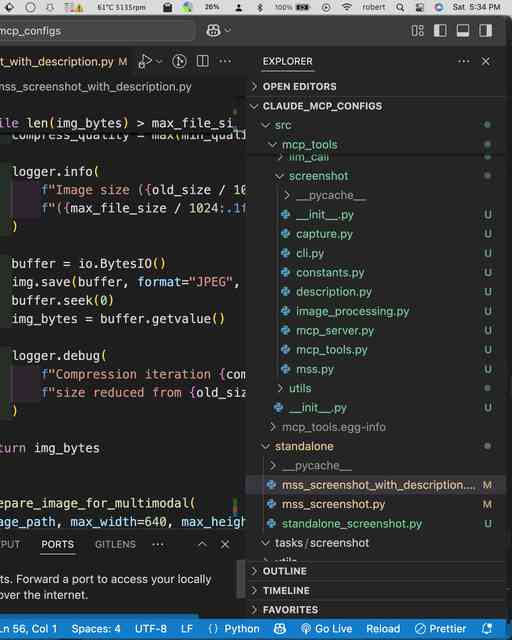 61°C 5135rpm 26% 100% robert Sat 5:34 PM
mcp_configs
t_with_description.py M
mss_screenshot_with_description.py
ile len(img_bytes) > max_file_si
compress_quality = max(min_quali
logger.info(
f"Image size ({old_size / 10
f"({max_file_size / 1024:.1f
)
buffer = io.BytesIO()
img.save(buffer, format="JPEG",
buffer.seek(0)
img_bytes = buffer.getvalue()
logger.debug(
f"Compression iteration {com
f"size reduced from {old_siz
)
turn img_bytes
epare_image_for_multimodal(
age_path, max_width=640, max_heigh
PUT PORTS GITLENS
ts. Forward a port to access your locally
over the internet.
EXPLORER
OPEN EDITORS
CLAUDE_MCP_CONFIGS
src
mcp_tools
llm_call
screenshot
__pycache__
__init__.py U
capture.py U
cli.py U
constants.py U
description.py U
image_processing.py U
mcp_server.py U
mcp_tools.py U
mss.py U
utils
__init__.py U
mcp_tools.egg-info
standalone
__pycache__
mss_screenshot_with_description.... M
mss_screenshot.py M
standalone_screenshot.py U
tasks/screenshot
utils
OUTLINE
TIMELINE
FAVORITES
Ln 56, Col 1 Spaces: 4 UTF-8 LF {} Python Go Live Reload Prettier